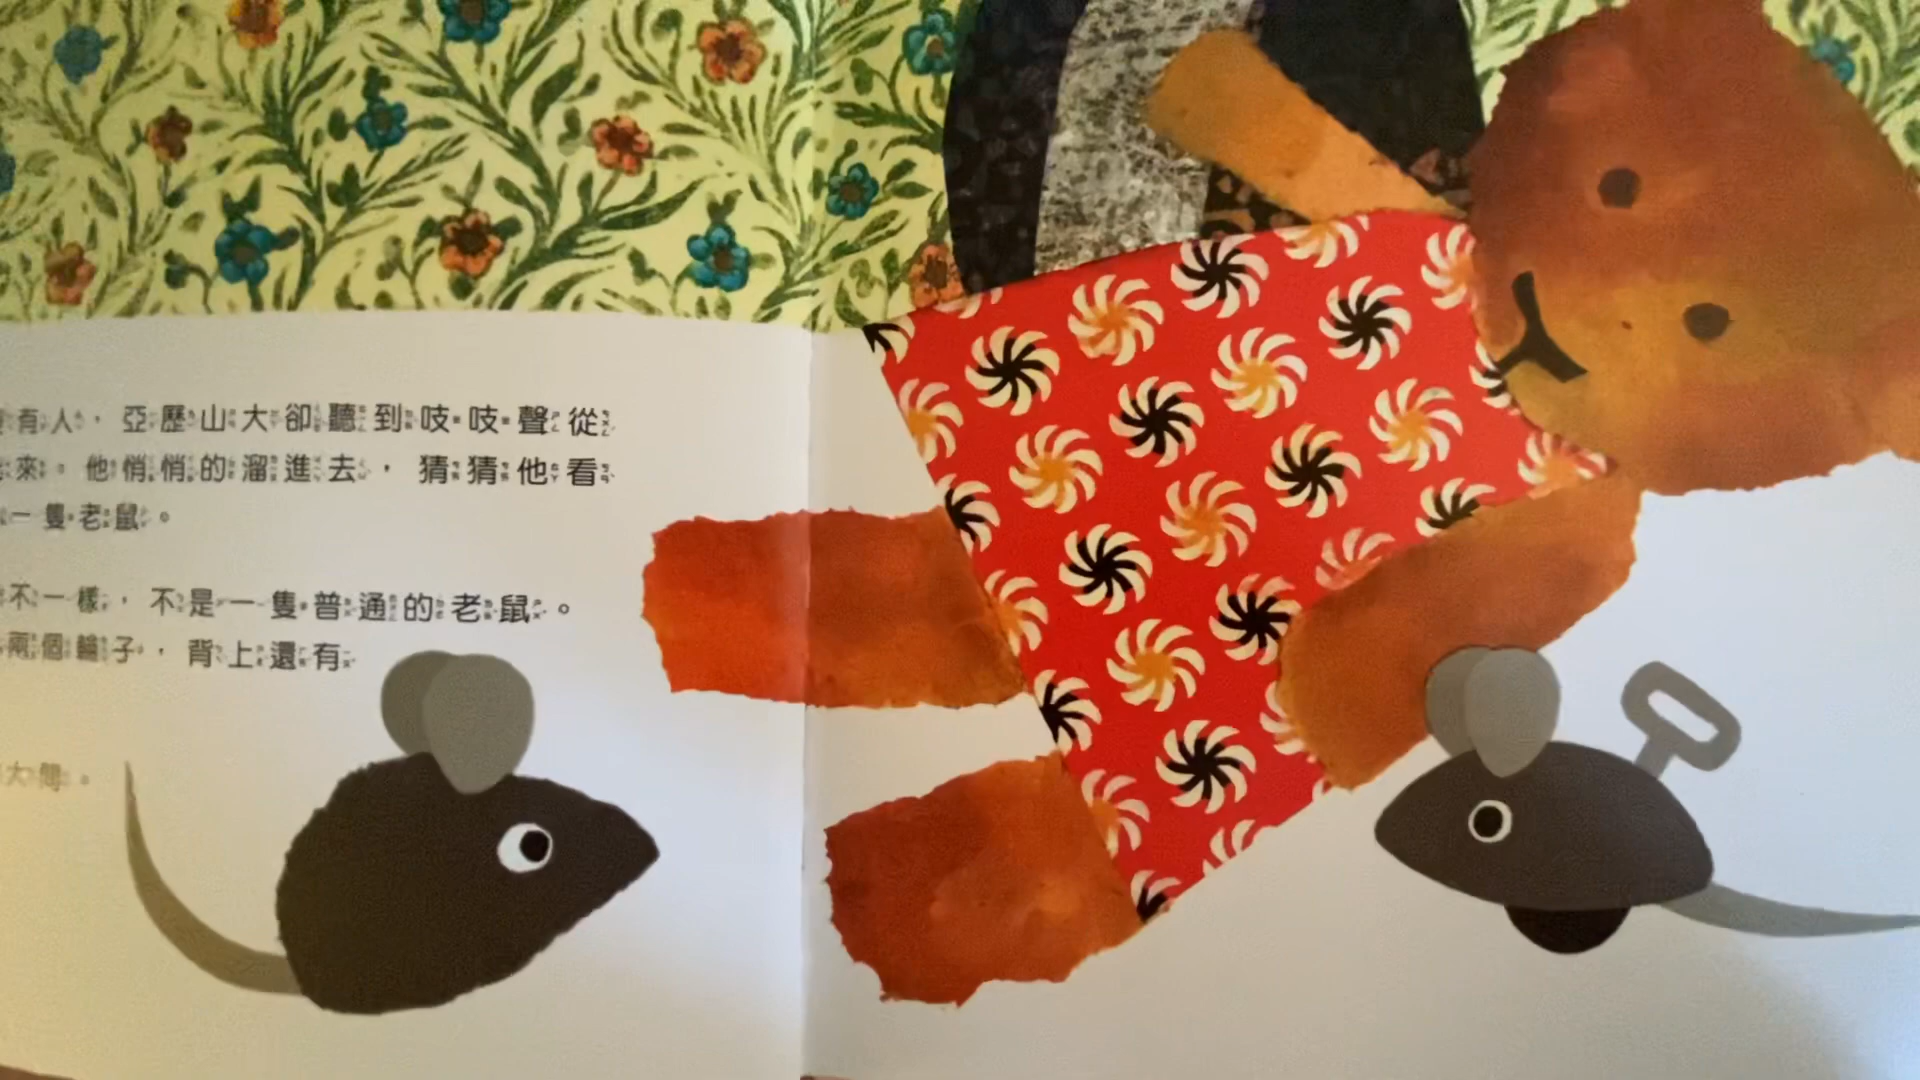 有人，亞歷山大卻聽到吱吱聲從
來。他悄悄的溜進去，猜猜他看
一隻老鼠。
不一樣，不是一隻普通的老鼠。
兩個輪子，背上還有